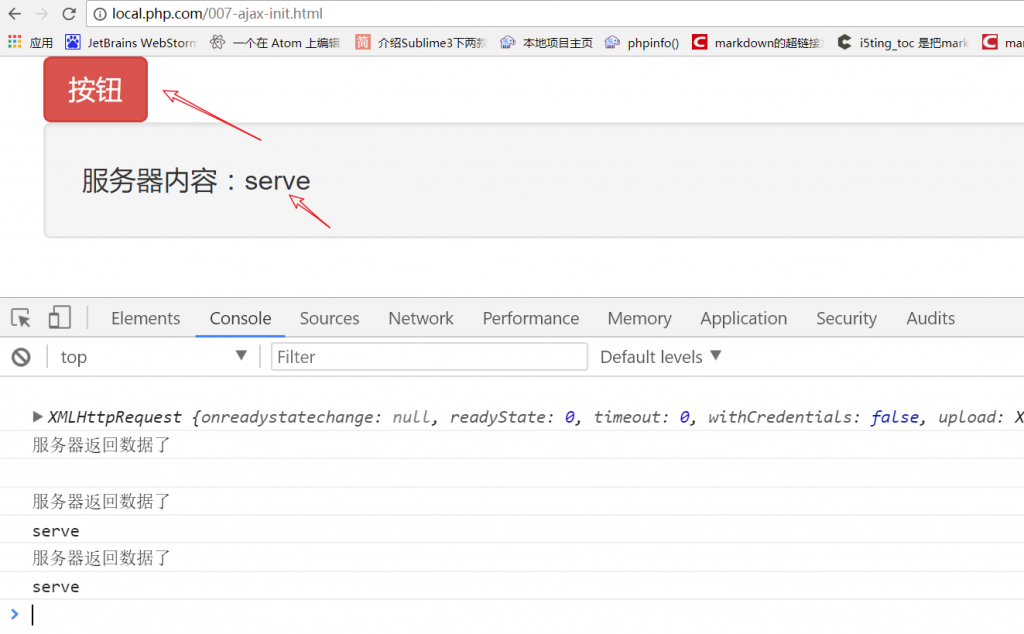 local.php.com/007-ajax-init.html
应用 JetBrains WebStorm 一个在 Atom 上编辑 介绍Sublime3下两款 本地项目主页 phpinfo() markdown的超链接 i5ting_toc 是把mark mar
按钮
服务器内容：serve
Elements Console Sources Network Performance Memory Application Security Audits
top Filter Default levels
XMLHttpRequest {onreadystatechange: null, readyState: 0, timeout: 0, withCredentials: false, upload: X
服务器返回数据了
服务器返回数据了
serve
服务器返回数据了
serve